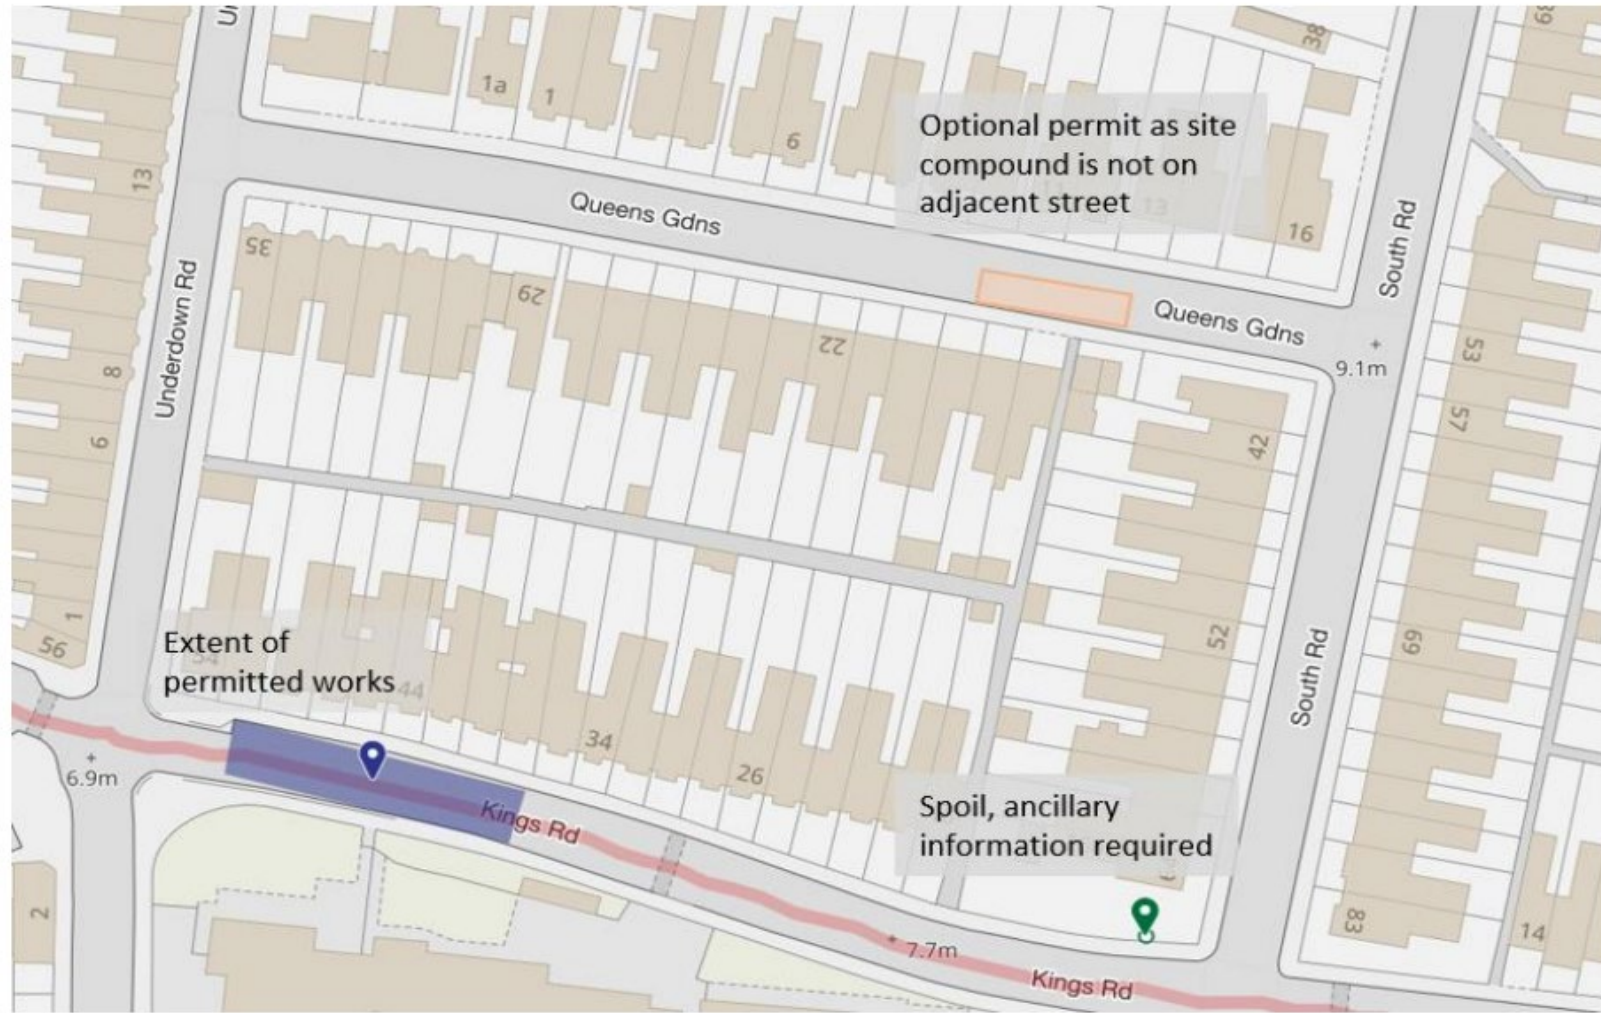 38
1a
1
6
Optional permit as site
compound is not on
adjacent street
13
16
13
Queens Gdns
South Rd
35
29
22
Queens Gdns
9.1m
53
57
42
Underdown Rd
8
6
1
56
Extent of
permitted works
44
34
26
52
69
South Rd
6.9m
Kings Rd
Spoil, ancillary
information required
2
7.7m
Kings Rd
83
14